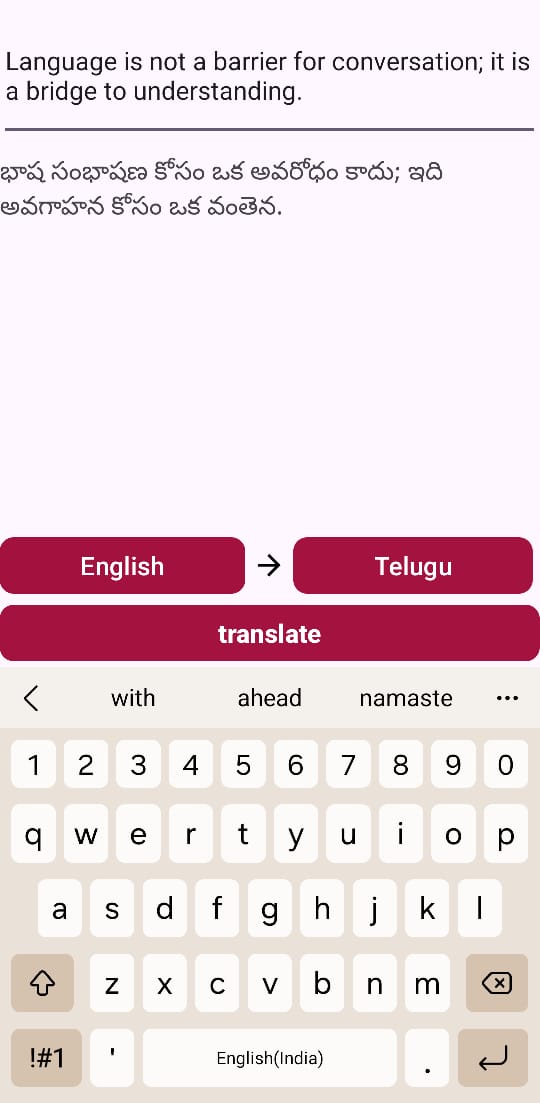 Language is not a barrier for conversation; it is
a bridge to understanding.
భాష సంభాషణ కోసం ఒక అవరోధం కాదు; ఇది
అవగాహన కోసం ఒక వంతెన.
English → Telugu
translate
with ahead namaste ...
1 2 3 4 5 6 7 8 9 0
q w e r t y u i o p
a s d f g h j k l
z x c v b n m
!#1 ' English(India) .